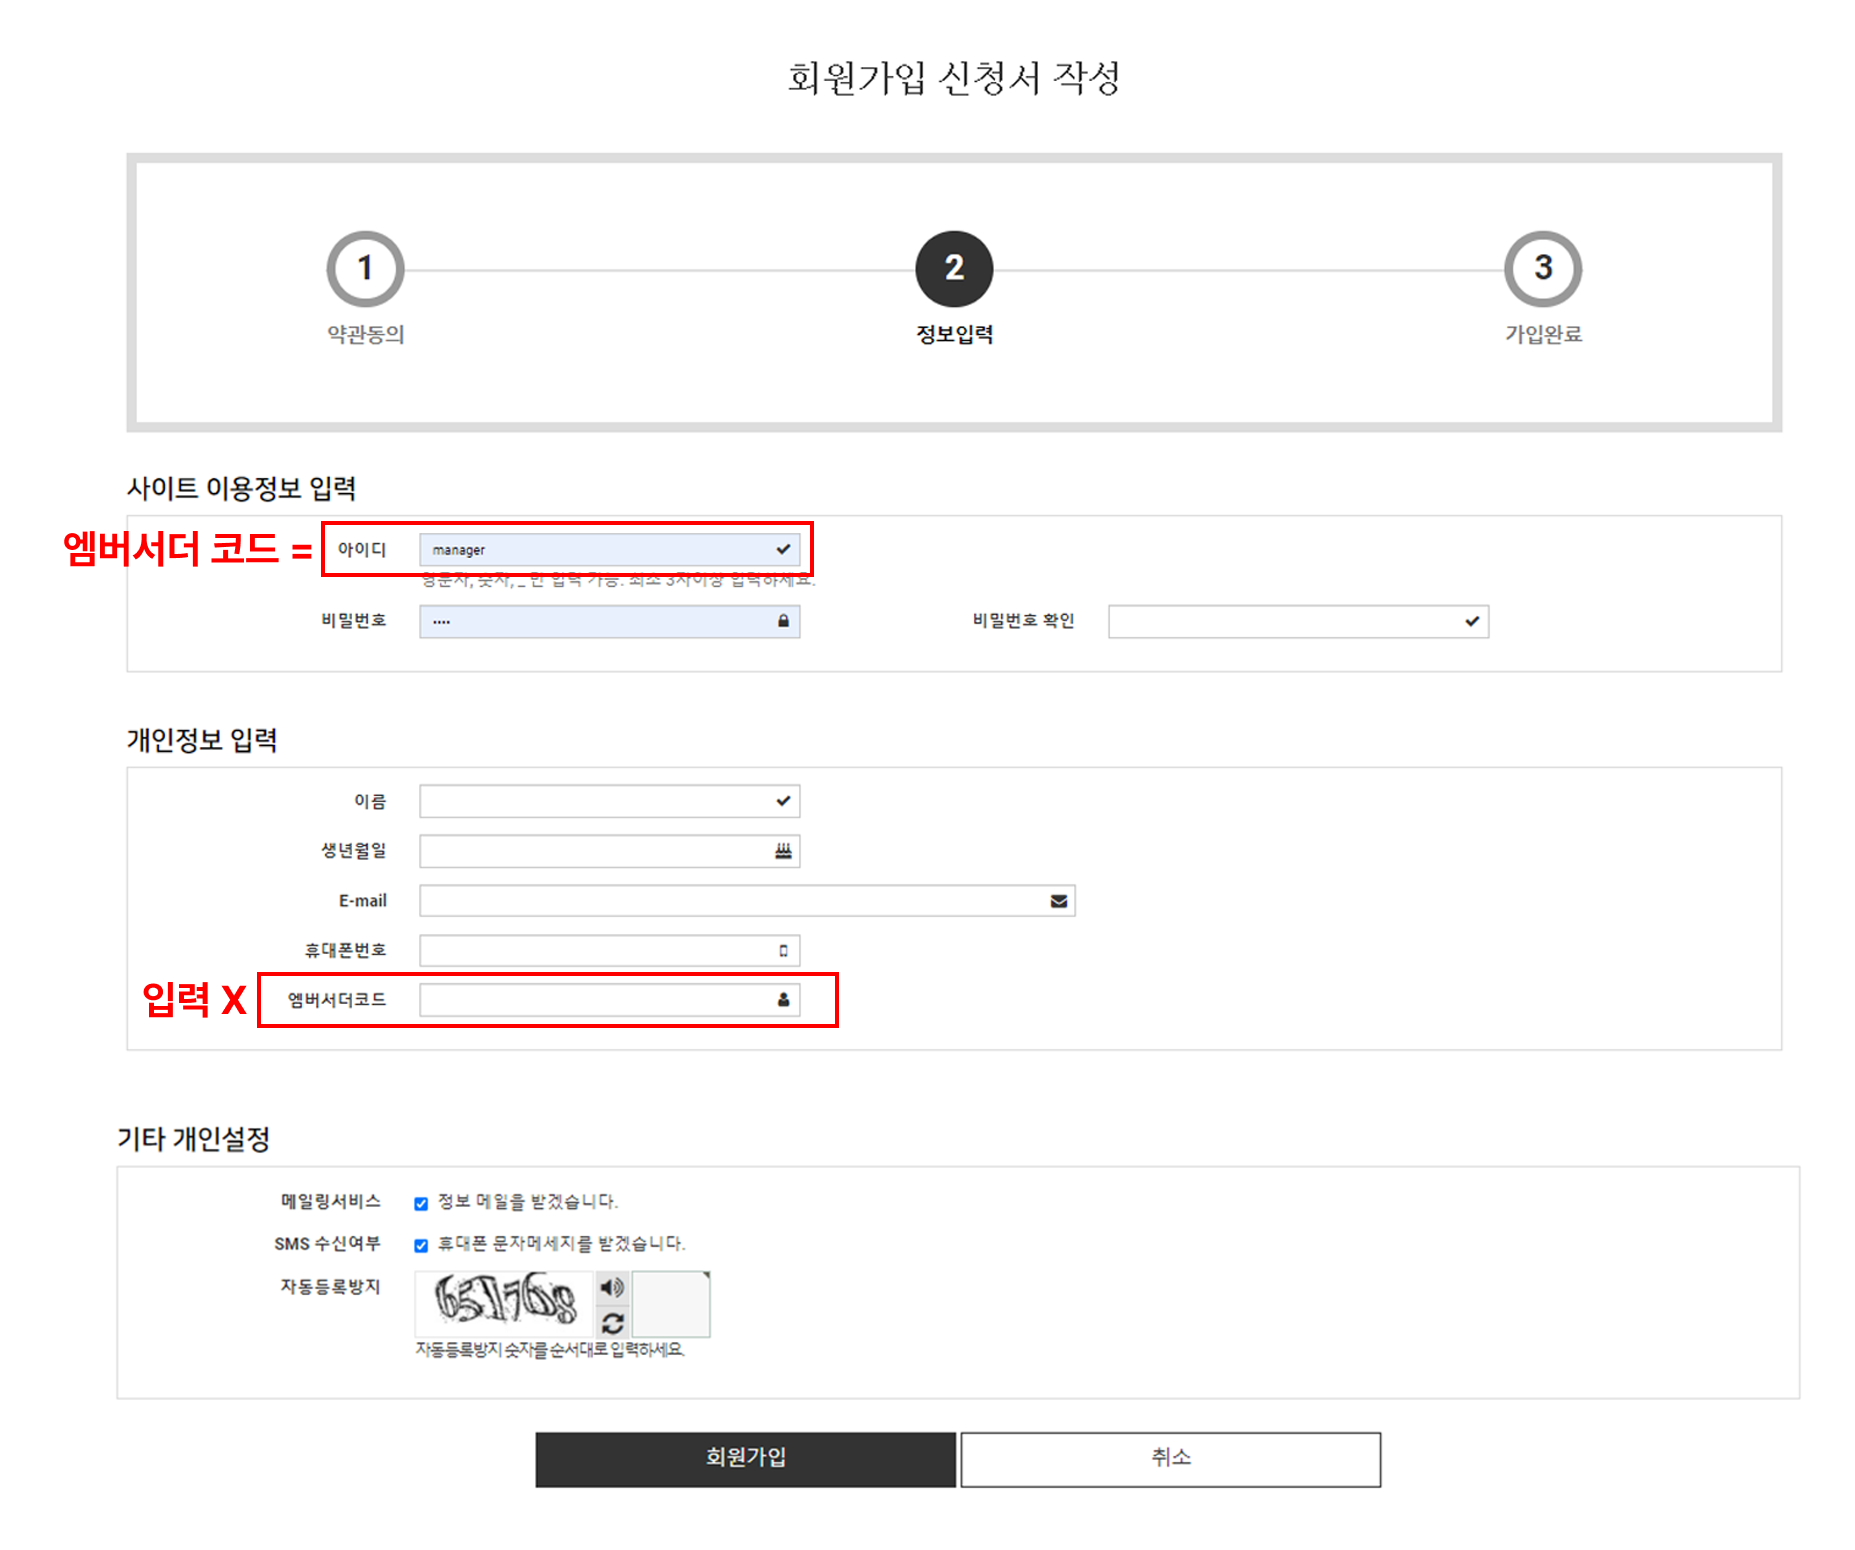 회원가입 신청서 작성
1
2
3
약관동의
정보입력
가입완료
사이트 이용정보 입력
엠버서더 코드 =
아이디
manager
영문자, 숫자, _ 만 입력 가능. 최소 3자이상 입력하세요.
비밀번호
····
비밀번호 확인
개인정보 입력
이름
생년월일
E-mail
휴대폰번호
입력 X
엠버서더코드
기타 개인설정
메일링서비스
정보 메일을 받겠습니다.
SMS 수신여부
휴대폰 문자메세지를 받겠습니다.
자동등록방지
자동등록방지 숫자를 순서대로 입력하세요.
회원가입
취소